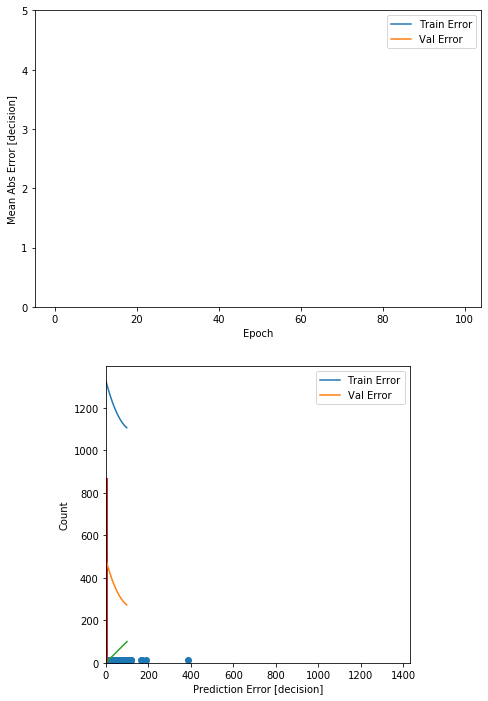 5
Train Error
Val Error
4
3
2
1
0
Mean Abs Error [decision]
0 20 40 60 80 100
Epoch
Train Error
Val Error
1200
1000
800
600
400
200
0
Count
0 200 400 600 800 1000 1200 1400
Prediction Error [decision]